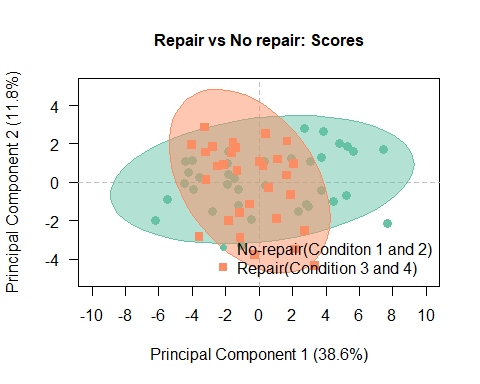 Repair vs No repair: Scores
Principal Component 2 (11.8%)
4
2
0
-2
-4
No-repair(Conditon 1 and 2)
Repair(Condition 3 and 4)
-10 -8 -6 -4 -2 0 2 4 6 8 10
Principal Component 1 (38.6%)